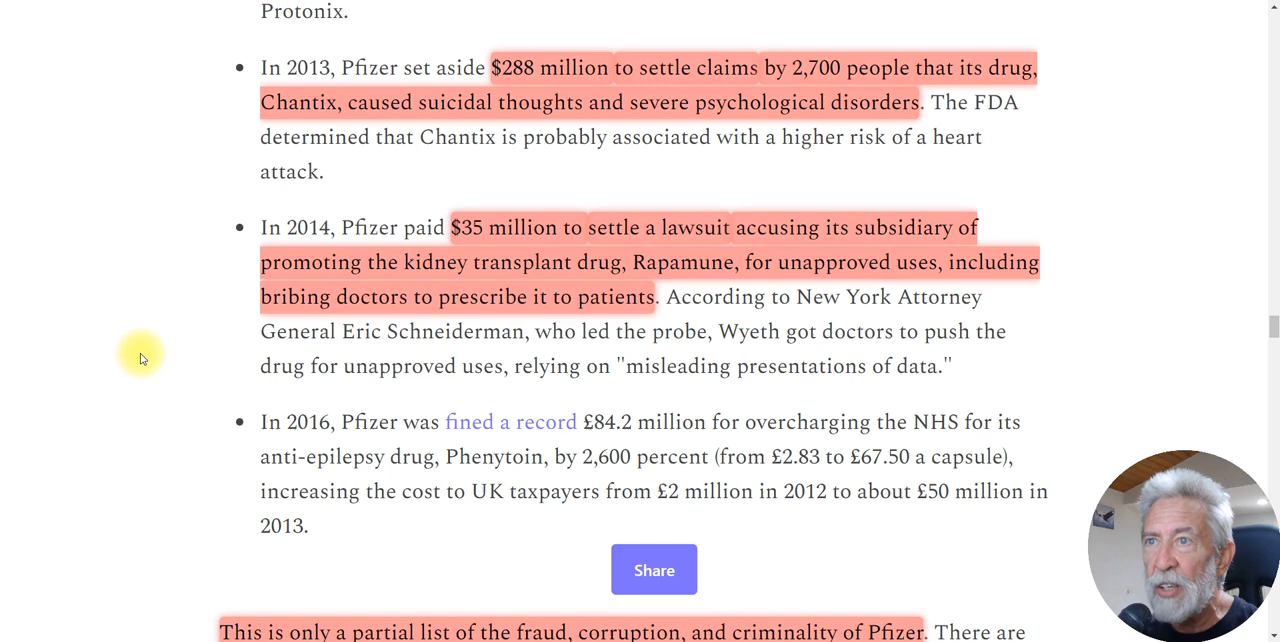 Protonix.
In 2013, Pfizer set aside $288 million to settle claims by 2,700 people that its drug,
Chantix, caused suicidal thoughts and severe psychological disorders. The FDA
determined that Chantix is probably associated with a higher risk of a heart
attack.
In 2014, Pfizer paid $35 million to settle a lawsuit accusing its subsidiary of
promoting the kidney transplant drug, Rapamune, for unapproved uses, including
bribing doctors to prescribe it to patients. According to New York Attorney
General Eric Schneiderman, who led the probe, Wyeth got doctors to push the
drug for unapproved uses, relying on "misleading presentations of data."
In 2016, Pfizer was fined a record £84.2 million for overcharging the NHS for its
anti-epilepsy drug, Phenytoin, by 2,600 percent (from £2.83 to £67.50 a capsule),
increasing the cost to UK taxpayers from £2 million in 2012 to about £50 million in
2013.
Share
This is only a partial list of the fraud, corruption, and criminality of Pfizer. There are